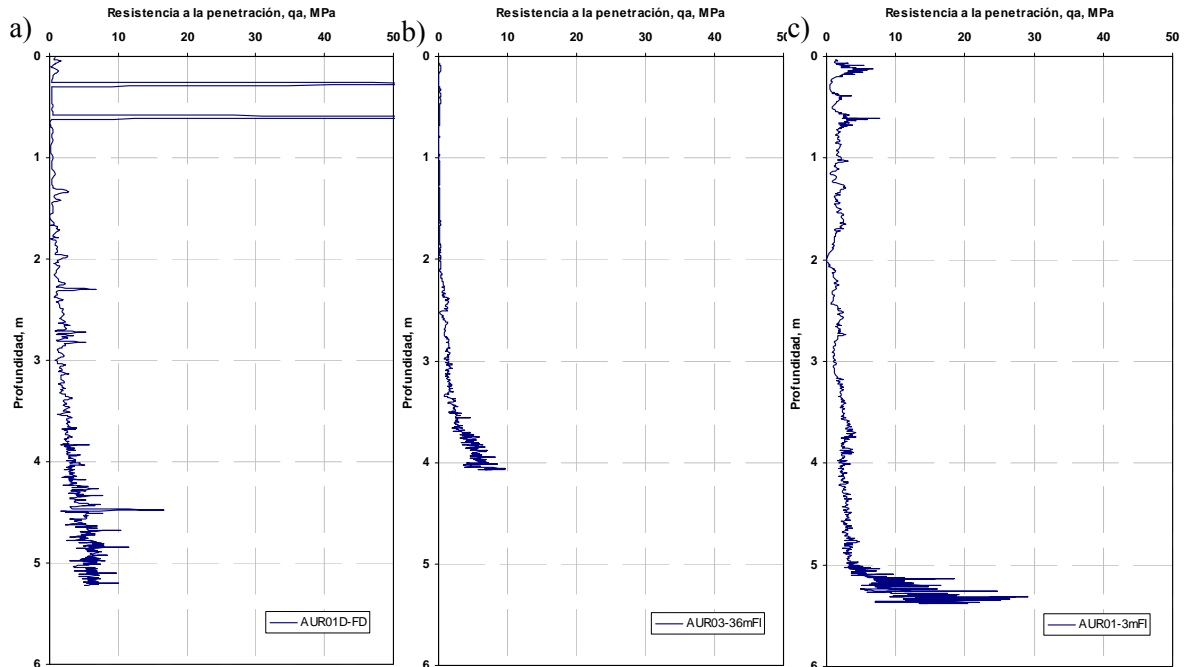 Resistencia a la penetración, qa, MPa
a)
0 10 20 30 40 50
0
1
2
3
4
5
6
Profundidad, m
AUR01D-FD
Resistencia a la penetración, qa, MPa
b)
0 10 20 30 40 50
0
1
2
3
4
5
6
Profundidad, m
AUR03-36mFI
Resistencia a la penetración, qa, MPa
c)
0 10 20 30 40 50
0
1
2
3
4
5
6
Profundidad, m
AUR01-3mFI